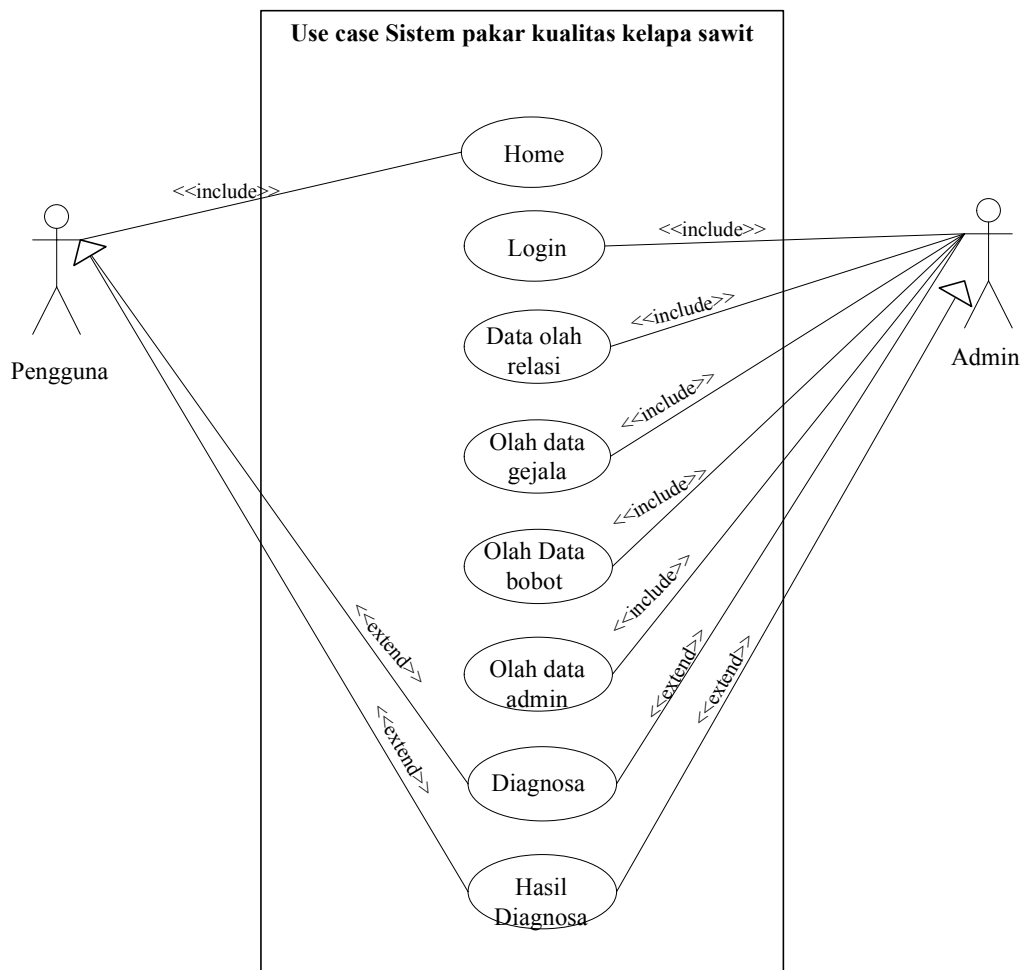 Use case Sistem pakar kualitas kelapa sawit
Home
<<include>>
Login
<<include>>
Data olah
relasi
<<include>>
Pengguna
Admin
Olah data
gejala
<<include>>
Olah Data
bobot
<<include>>
Olah data
admin
<<include>>
<<extend>>
<<extend>>
<<extend>>
<<extend>>
Diagnosa
Hasil
Diagnosa